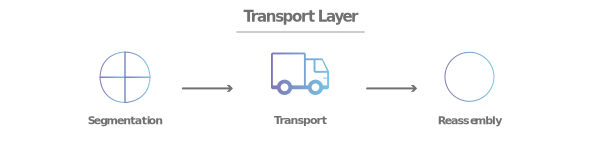 Transport Layer
Segmentation
Transport
Reassembly